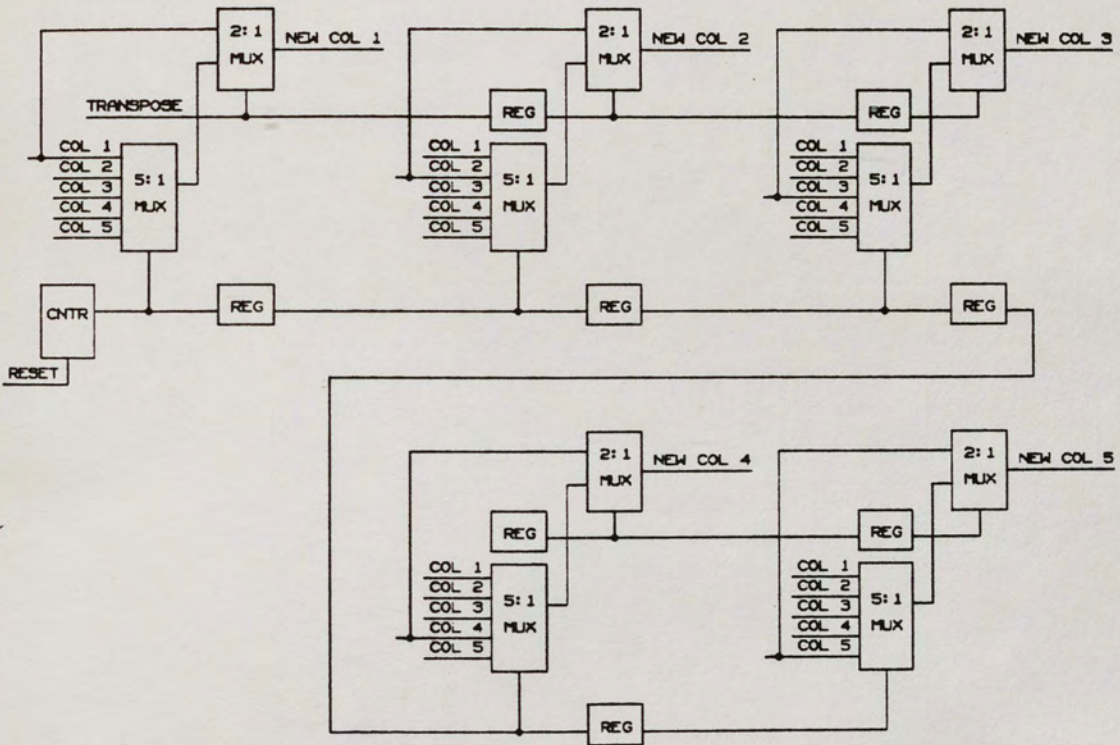 2:1
MUX
NEW COL 1
2:1
MUX
NEW COL 2
2:1
MUX
NEW COL 3
TRANSPOSE
REG
REG
COL 1
COL 2
COL 3
COL 4
COL 5
5:1
MUX
COL 1
COL 2
COL 3
COL 4
COL 5
5:1
MUX
COL 1
COL 2
COL 3
COL 4
COL 5
5:1
MUX
CNTR
REG
REG
REG
RESET
2:1
MUX
NEW COL 4
2:1
MUX
NEW COL 5
REG
REG
COL 1
COL 2
COL 3
COL 4
COL 5
5:1
MUX
COL 1
COL 2
COL 3
COL 4
COL 5
5:1
MUX
REG